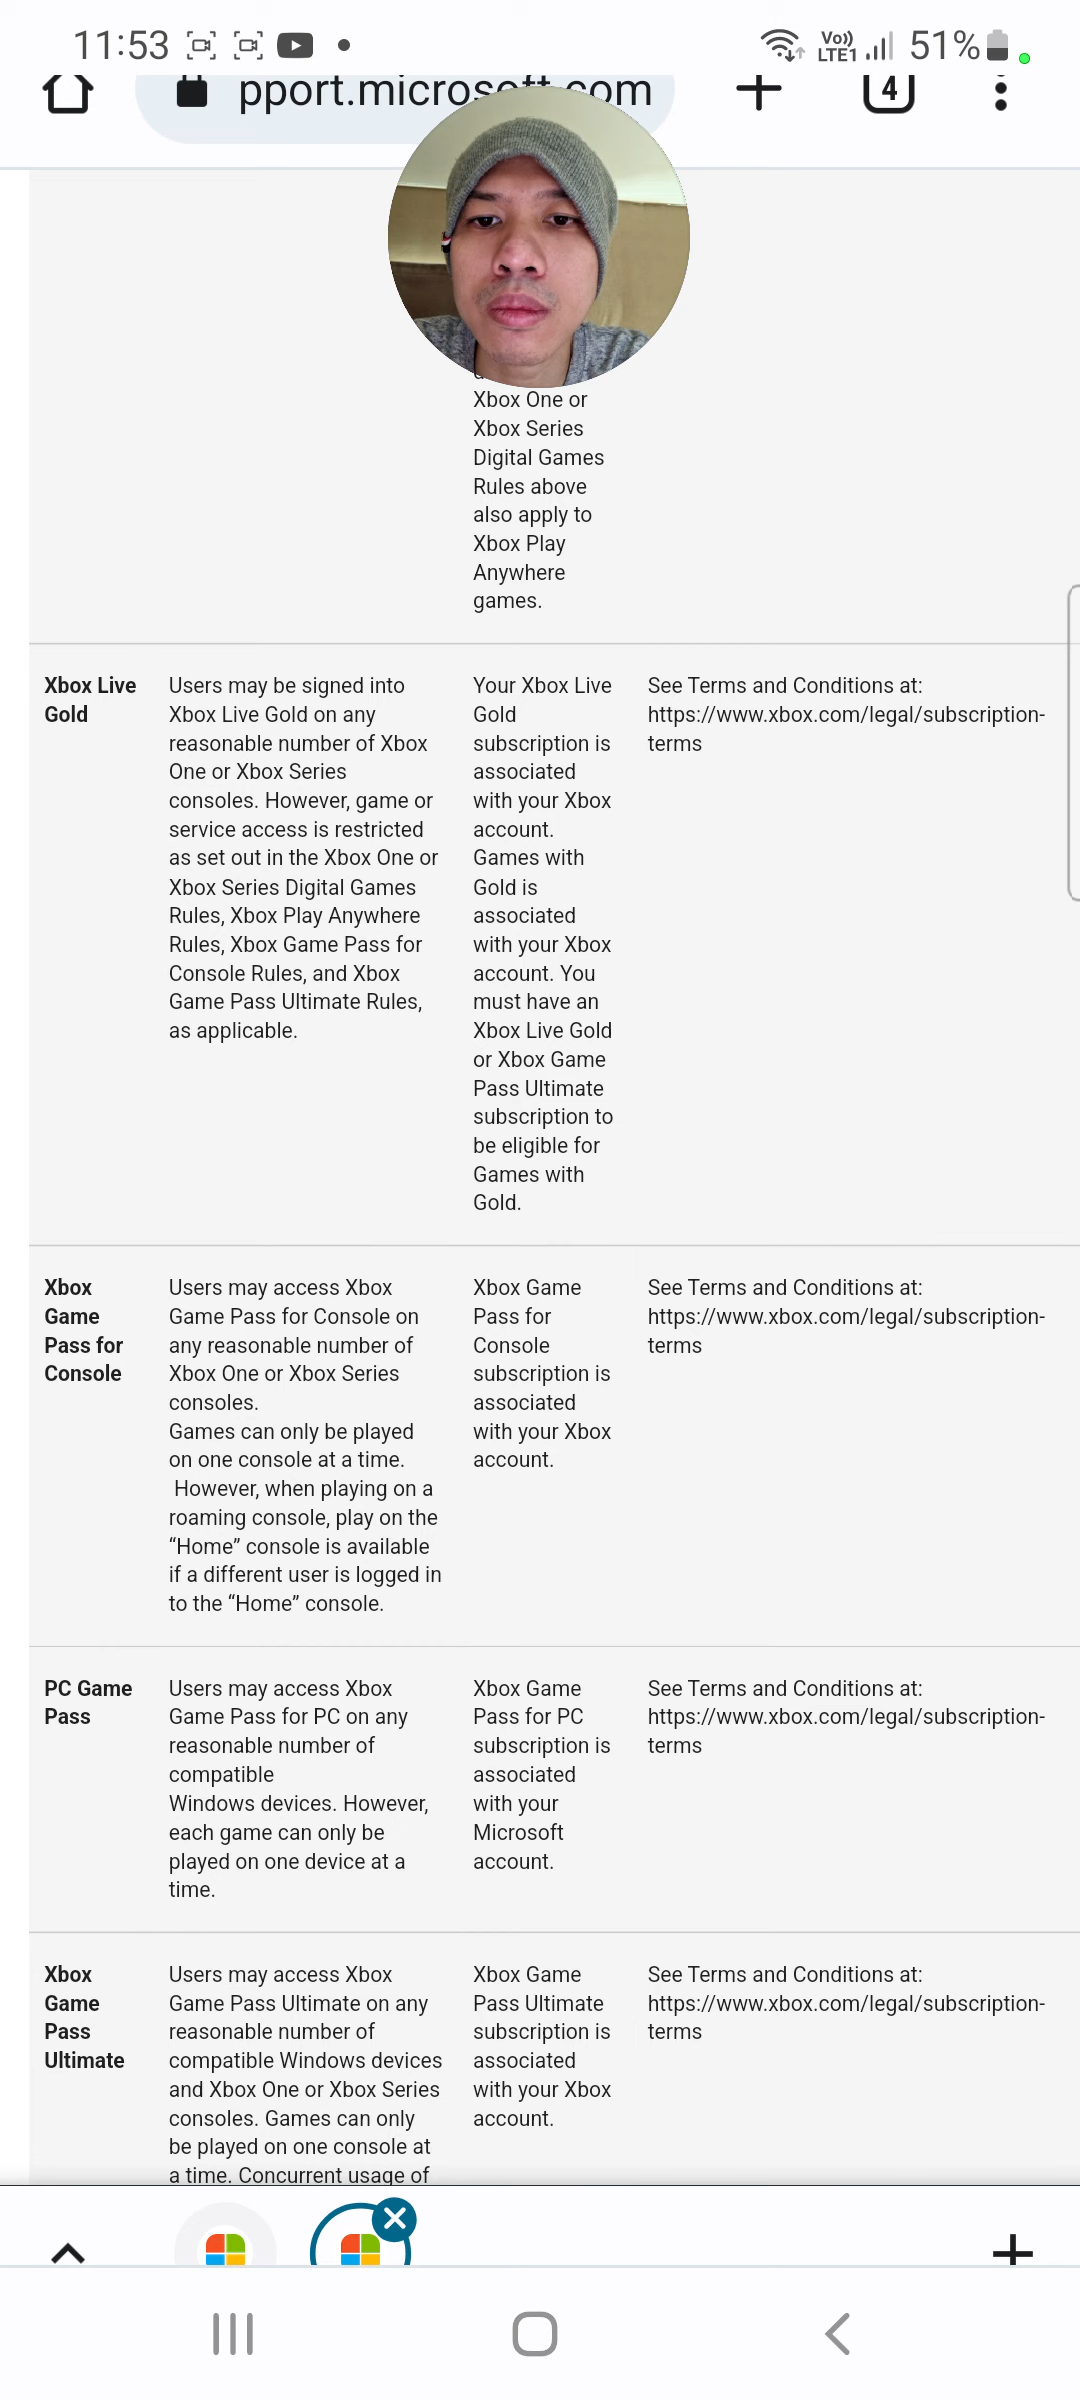 11:53
Vo))
LTE1
51%
pport.microsoft.com
4
Xbox One or
Xbox Series
Digital Games
Rules above
also apply to
Xbox Play
Anywhere
games.
Xbox Live
Gold
Users may be signed into
Xbox Live Gold on any
reasonable number of Xbox
One or Xbox Series
consoles. However, game or
service access is restricted
as set out in the Xbox One or
Xbox Series Digital Games
Rules, Xbox Play Anywhere
Rules, Xbox Game Pass for
Console Rules, and Xbox
Game Pass Ultimate Rules,
as applicable.
Your Xbox Live
Gold
subscription is
associated
with your Xbox
account.
Games with
Gold is
associated
with your Xbox
account. You
must have an
Xbox Live Gold
or Xbox Game
Pass Ultimate
subscription to
be eligible for
Games with
Gold.
See Terms and Conditions at:
https://www.xbox.com/legal/subscription-
terms
Xbox
Game
Pass for
Console
Users may access Xbox
Game Pass for Console on
any reasonable number of
Xbox One or Xbox Series
consoles.
Games can only be played
on one console at a time.
However, when playing on a
roaming console, play on the
“Home” console is available
if a different user is logged in
to the “Home” console.
Xbox Game
Pass for
Console
subscription is
associated
with your Xbox
account.
See Terms and Conditions at:
https://www.xbox.com/legal/subscription-
terms
PC Game
Pass
Users may access Xbox
Game Pass for PC on any
reasonable number of
compatible
Windows devices. However,
each game can only be
played on one device at a
time.
Xbox Game
Pass for PC
subscription is
associated
with your
Microsoft
account.
See Terms and Conditions at:
https://www.xbox.com/legal/subscription-
terms
Xbox
Game
Pass
Ultimate
Users may access Xbox
Game Pass Ultimate on any
reasonable number of
compatible Windows devices
and Xbox One or Xbox Series
consoles. Games can only
be played on one console at
a time. Concurrent usage of
Xbox Game
Pass Ultimate
subscription is
associated
with your Xbox
account.
See Terms and Conditions at:
https://www.xbox.com/legal/subscription-
terms